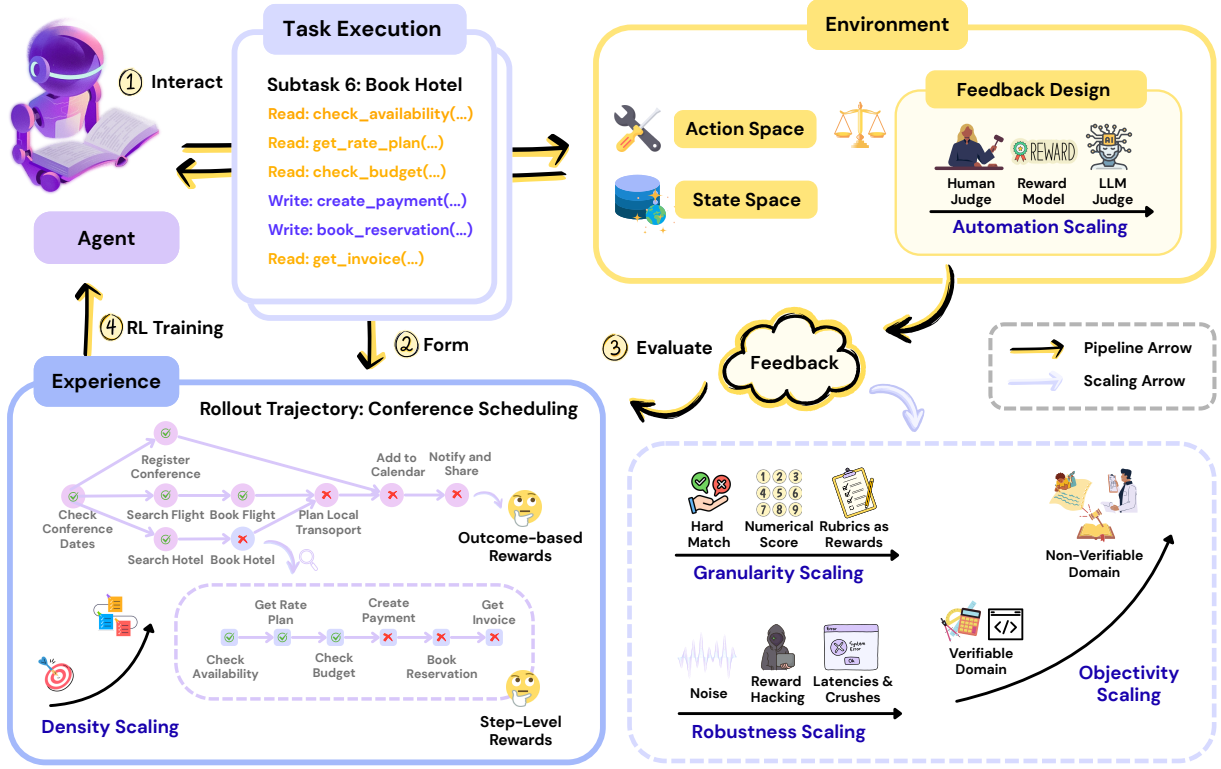 Task Execution
1 Interact
Subtask 6: Book Hotel
Read: check_availability(...)
Read: get_rate_plan(...)
Read: check_budget(...)
Write: create_payment(...)
Write: book_reservation(...)
Read: get_invoice(...)
Agent
Environment
Action Space
State Space
Feedback Design
REWARD
AI
Human
Judge
Reward
Model
LLM
Judge
Automation Scaling
4 RL Training
2 Form
3 Evaluate
Feedback
Pipeline Arrow
Scaling Arrow
Experience
Rollout Trajectory: Conference Scheduling
Register
Conference
Add to
Calendar
Notify and
Share
Check
Conference
Dates
Search Flight
Book Flight
Plan Local
Transoport
Search Hotel
Book Hotel
Outcome-based
Rewards
Get Rate
Plan
Create
Payment
Get
Invoice
Check
Availability
Check
Budget
Book
Reservation
Step-Level
Rewards
Density Scaling
1 2 3
4 5 6
7 8 9
Hard
Match
Numerical
Score
Rubrics as
Rewards
Granularity Scaling
Error
System
Error
Ok
Noise
Reward
Hacking
Latencies &
Crushes
Robustness Scaling
Non-Verifiable
Domain
</>
Verifiable
Domain
Objectivity
Scaling